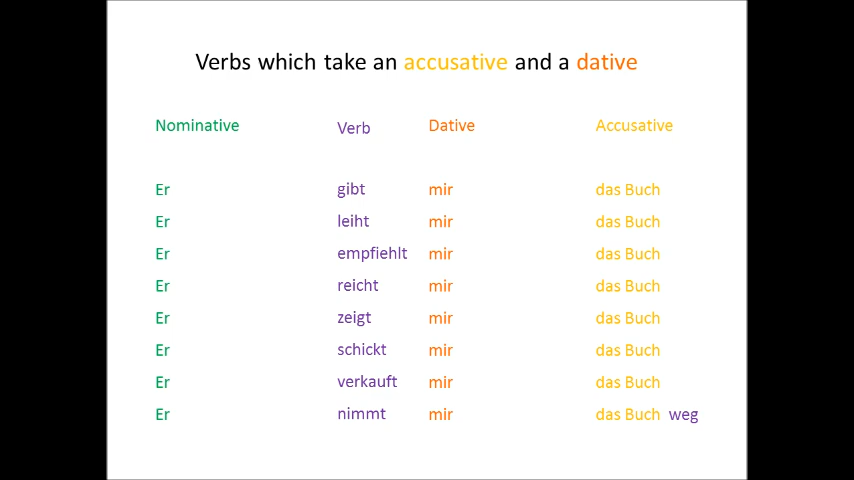 Verbs which take an accusative and a dative
Nominative Verb Dative Accusative
Er gibt mir das Buch
Er leiht mir das Buch
Er empfiehlt mir das Buch
Er reicht mir das Buch
Er zeigt mir das Buch
Er schickt mir das Buch
Er verkauft mir das Buch
Er nimmt mir das Buch weg